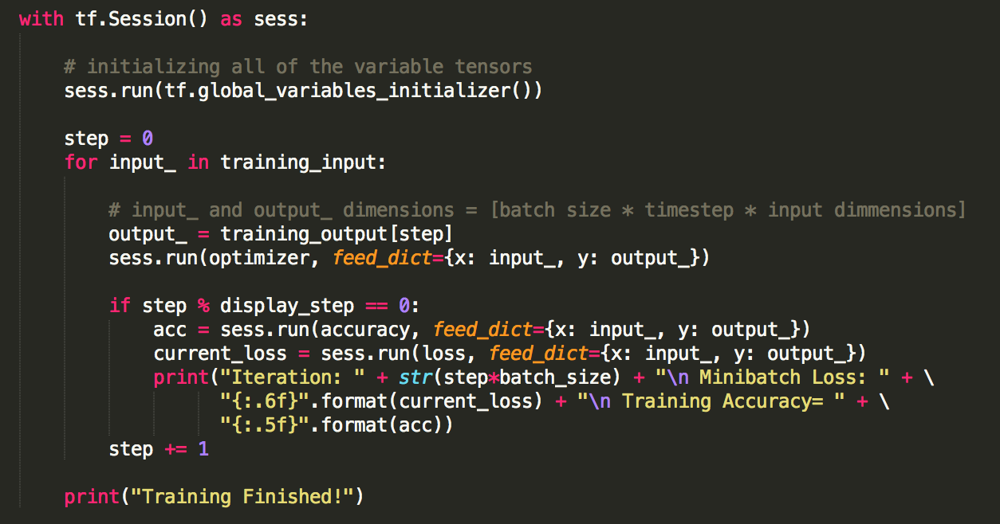 with tf.Session() as sess:
# initializing all of the variable tensors
sess.run(tf.global_variables_initializer())
step = 0
for input_ in training_input:
# input_ and output_ dimensions = [batch size * timestep * input dimmensions]
output_ = training_output[step]
sess.run(optimizer, feed_dict={x: input_, y: output_})
if step % display_step == 0:
acc = sess.run(accuracy, feed_dict={x: input_, y: output_})
current_loss = sess.run(loss, feed_dict={x: input_, y: output_})
print("Iteration: " + str(step*batch_size) + "\n Minibatch Loss: " + \
"{:.6f}".format(current_loss) + "\n Training Accuracy= " + \
"{:.5f}".format(acc))
step += 1
print("Training Finished!")